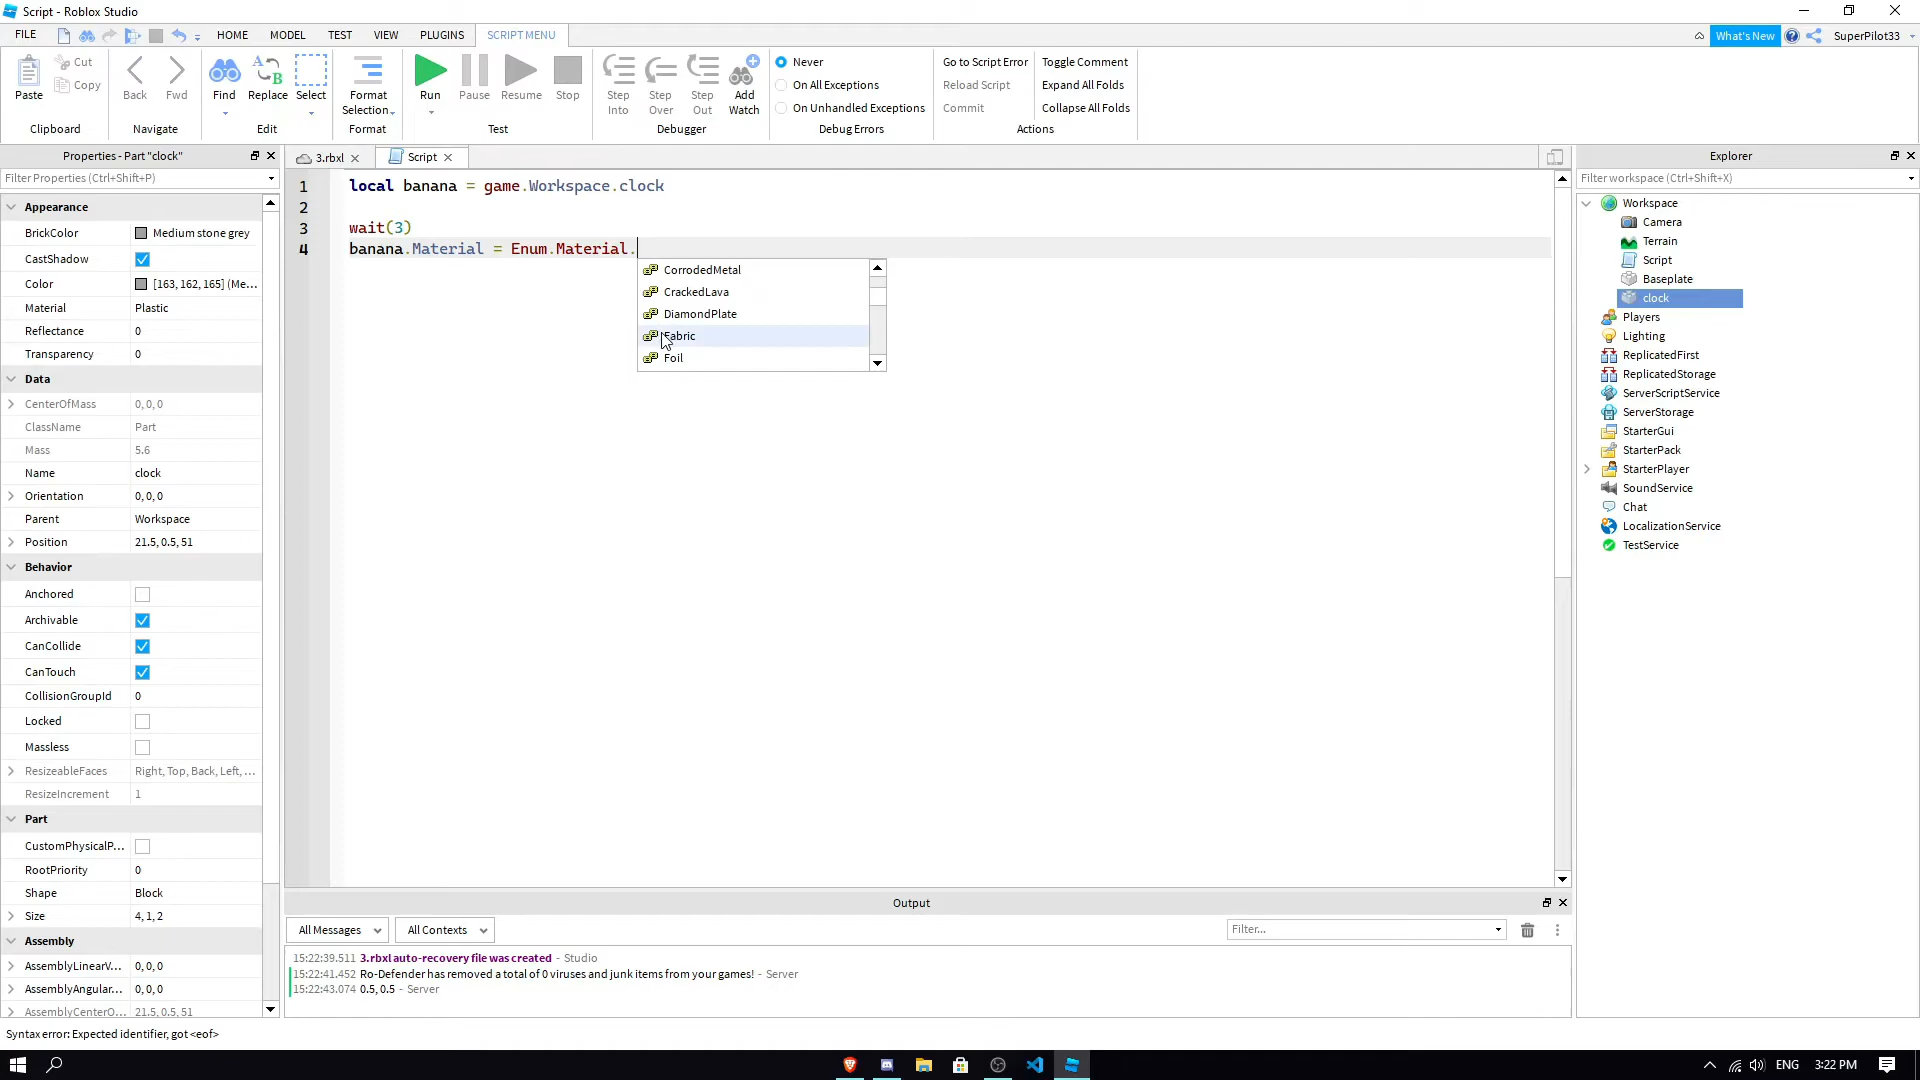 Script - Roblox Studio
FILE HOME MODEL TEST VIEW PLUGINS SCRIPT MENU What's New SuperPilot33
Paste Cut Copy Clipboard
Back Fwd Navigate
Find Replace Select Edit
Format Selection Format
Run Pause Resume Stop Test
Step Into Step Over Step Out Add Watch Debugger
Never
On All Exceptions
On Unhandled Exceptions
Debug Errors
Go to Script Error Toggle Comment
Reload Script Expand All Folds
Commit Collapse All Folds
Actions
Properties - Part "clock"
Filter Properties (Ctrl+Shift+P)
Appearance
BrickColor Medium stone grey
CastShadow
Color [163, 162, 165] (Me...
Material Plastic
Reflectance 0
Transparency 0
Data
CenterOfMass 0, 0, 0
ClassName Part
Mass 5.6
Name clock
Orientation 0, 0, 0
Parent Workspace
Position 21.5, 0.5, 51
Behavior
Anchored
Archivable
CanCollide
CanTouch
CollisionGroupId 0
Locked
Massless
ResizeableFaces Right, Top, Back, Left, ...
ResizeIncrement 1
Part
CustomPhysicalP...
RootPriority 0
Shape Block
Size 4, 1, 2
Assembly
AssemblyLinearV... 0, 0, 0
AssemblyAngular... 0, 0, 0
AssemblyCenterO... 21.5, 0.5, 51
3.rbxl Script
1 local banana = game.Workspace.clock
2
3 wait(3)
4 banana.Material = Enum.Material.
CorrodedMetal
CrackedLava
DiamondPlate
Fabric
Foil
Output
All Messages All Contexts Filter...
15:22:39.511 3.rbxl auto-recovery file was created - Studio
15:22:41.452 Ro-Defender has removed a total of 0 viruses and junk items from your games! - Server
15:22:43.074 0.5, 0.5 - Server
Explorer
Filter workspace (Ctrl+Shift+X)
Workspace
Camera
Terrain
Script
Baseplate
clock
Players
Lighting
ReplicatedFirst
ReplicatedStorage
ServerScriptService
ServerStorage
StarterGui
StarterPack
StarterPlayer
SoundService
Chat
LocalizationService
TestService
Syntax error: Expected identifier, got <eof>
ENG 3:22 PM